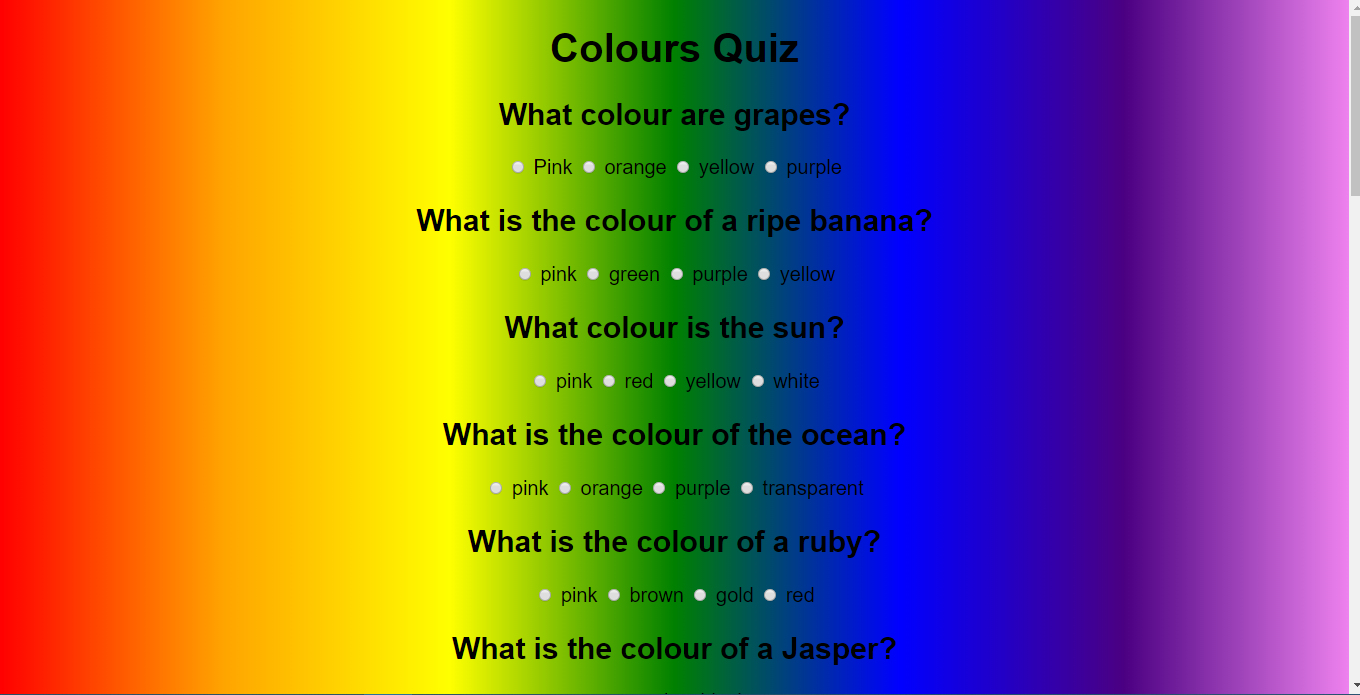 Colours Quiz
What colour are grapes?
Pink orange yellow purple
What is the colour of a ripe banana?
pink green purple yellow
What colour is the sun?
pink red yellow white
What is the colour of the ocean?
pink orange purple transparent
What is the colour of a ruby?
pink brown gold red
What is the colour of a Jasper?